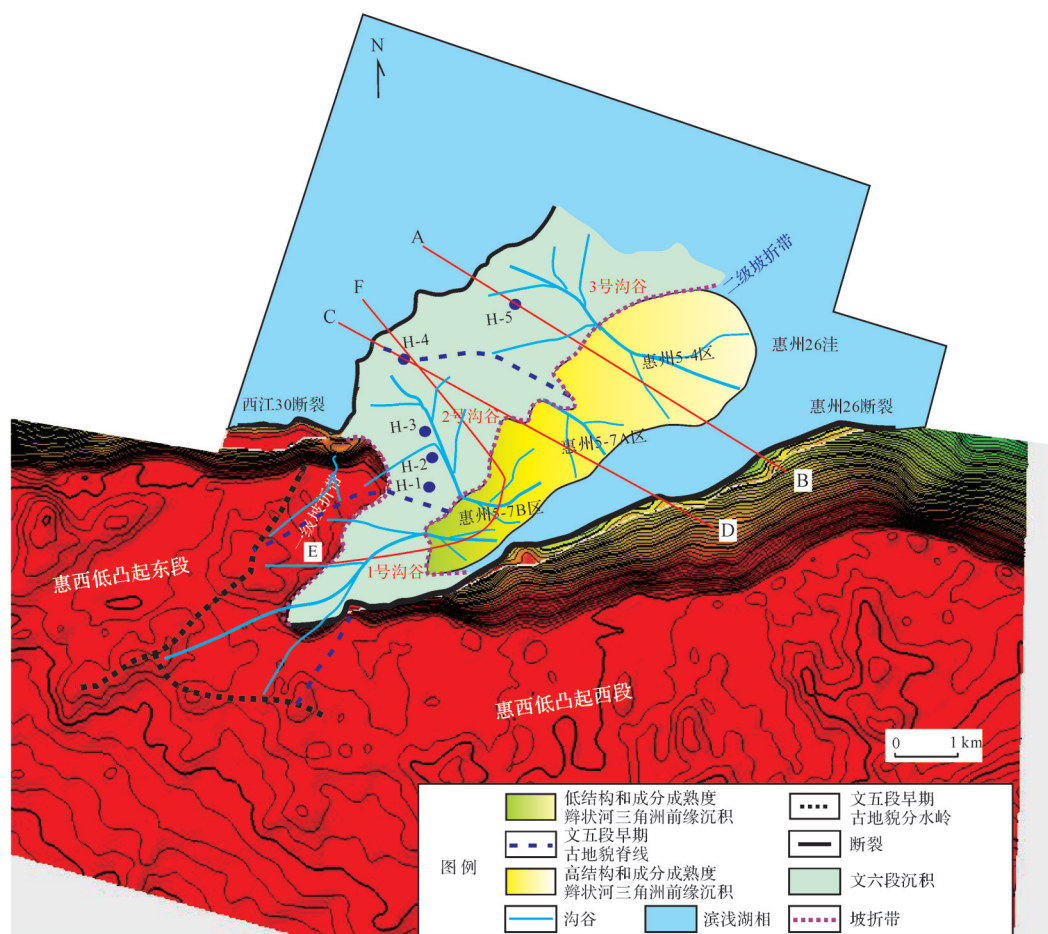 N
A
F
C
二级坡折带
3号沟谷
H-5
H-4
惠州5-4区
惠州26洼
西江30断裂
惠州26断裂
2号沟谷
H-3
惠州5-7A区
H-2
H-1
B
一级坡折带
惠州5-7B区
D
E
1号沟谷
惠西低凸起东段
惠西低凸起西段
0 1 km
图例
低结构和成分成熟度
辫状河三角洲前缘沉积
文五段早期
古地貌分水岭
文五段早期
古地貌脊线
断裂
高结构和成分成熟度
辫状河三角洲前缘沉积
文六段沉积
沟谷
滨浅湖相
坡折带